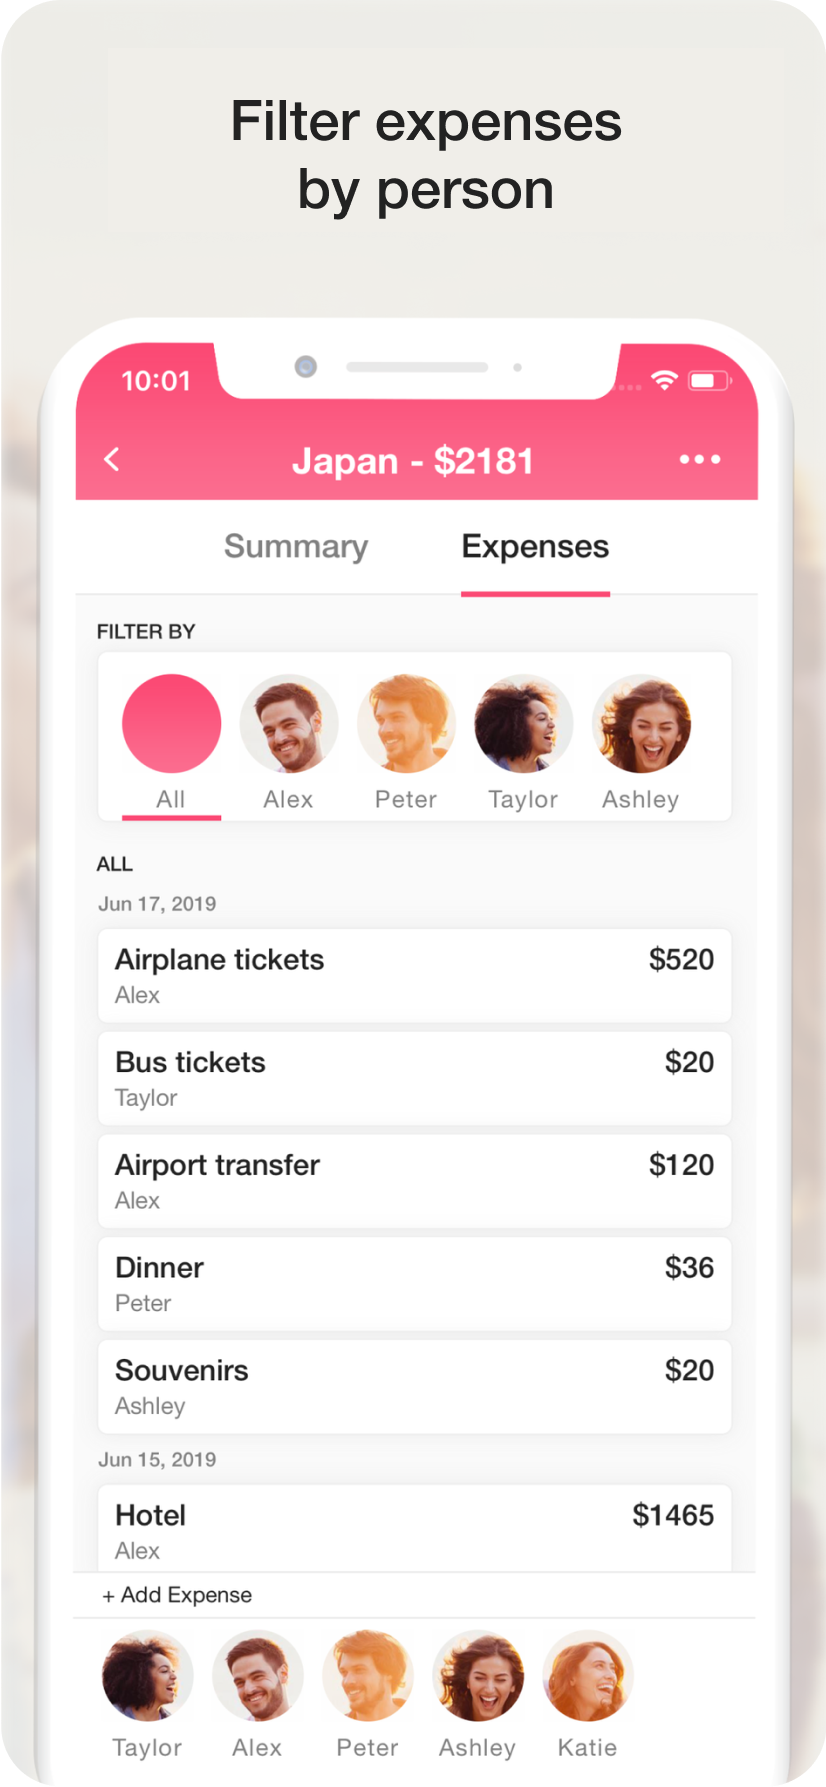 Filter expenses
by person
10:01
Japan - $2181
Summary Expenses
FILTER BY
All Alex Peter Taylor Ashley
ALL
Jun 17, 2019
Airplane tickets $520
Alex
Bus tickets $20
Taylor
Airport transfer $120
Alex
Dinner $36
Peter
Souvenirs $20
Ashley
Jun 15, 2019
Hotel $1465
Alex
+ Add Expense
Taylor Alex Peter Ashley Katie